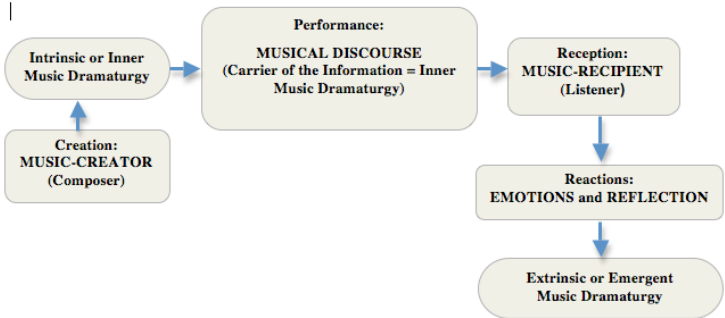 Performance:
MUSICAL DISCOURSE
(Carrier of the Information = Inner
Music Dramaturgy)
Intrinsic or Inner
Music Dramaturgy
Reception:
MUSIC-RECIPIENT
(Listener)
Creation:
MUSIC-CREATOR
(Composer)
Reactions:
EMOTIONS and REFLECTION
Extrinsic or Emergent
Music Dramaturgy